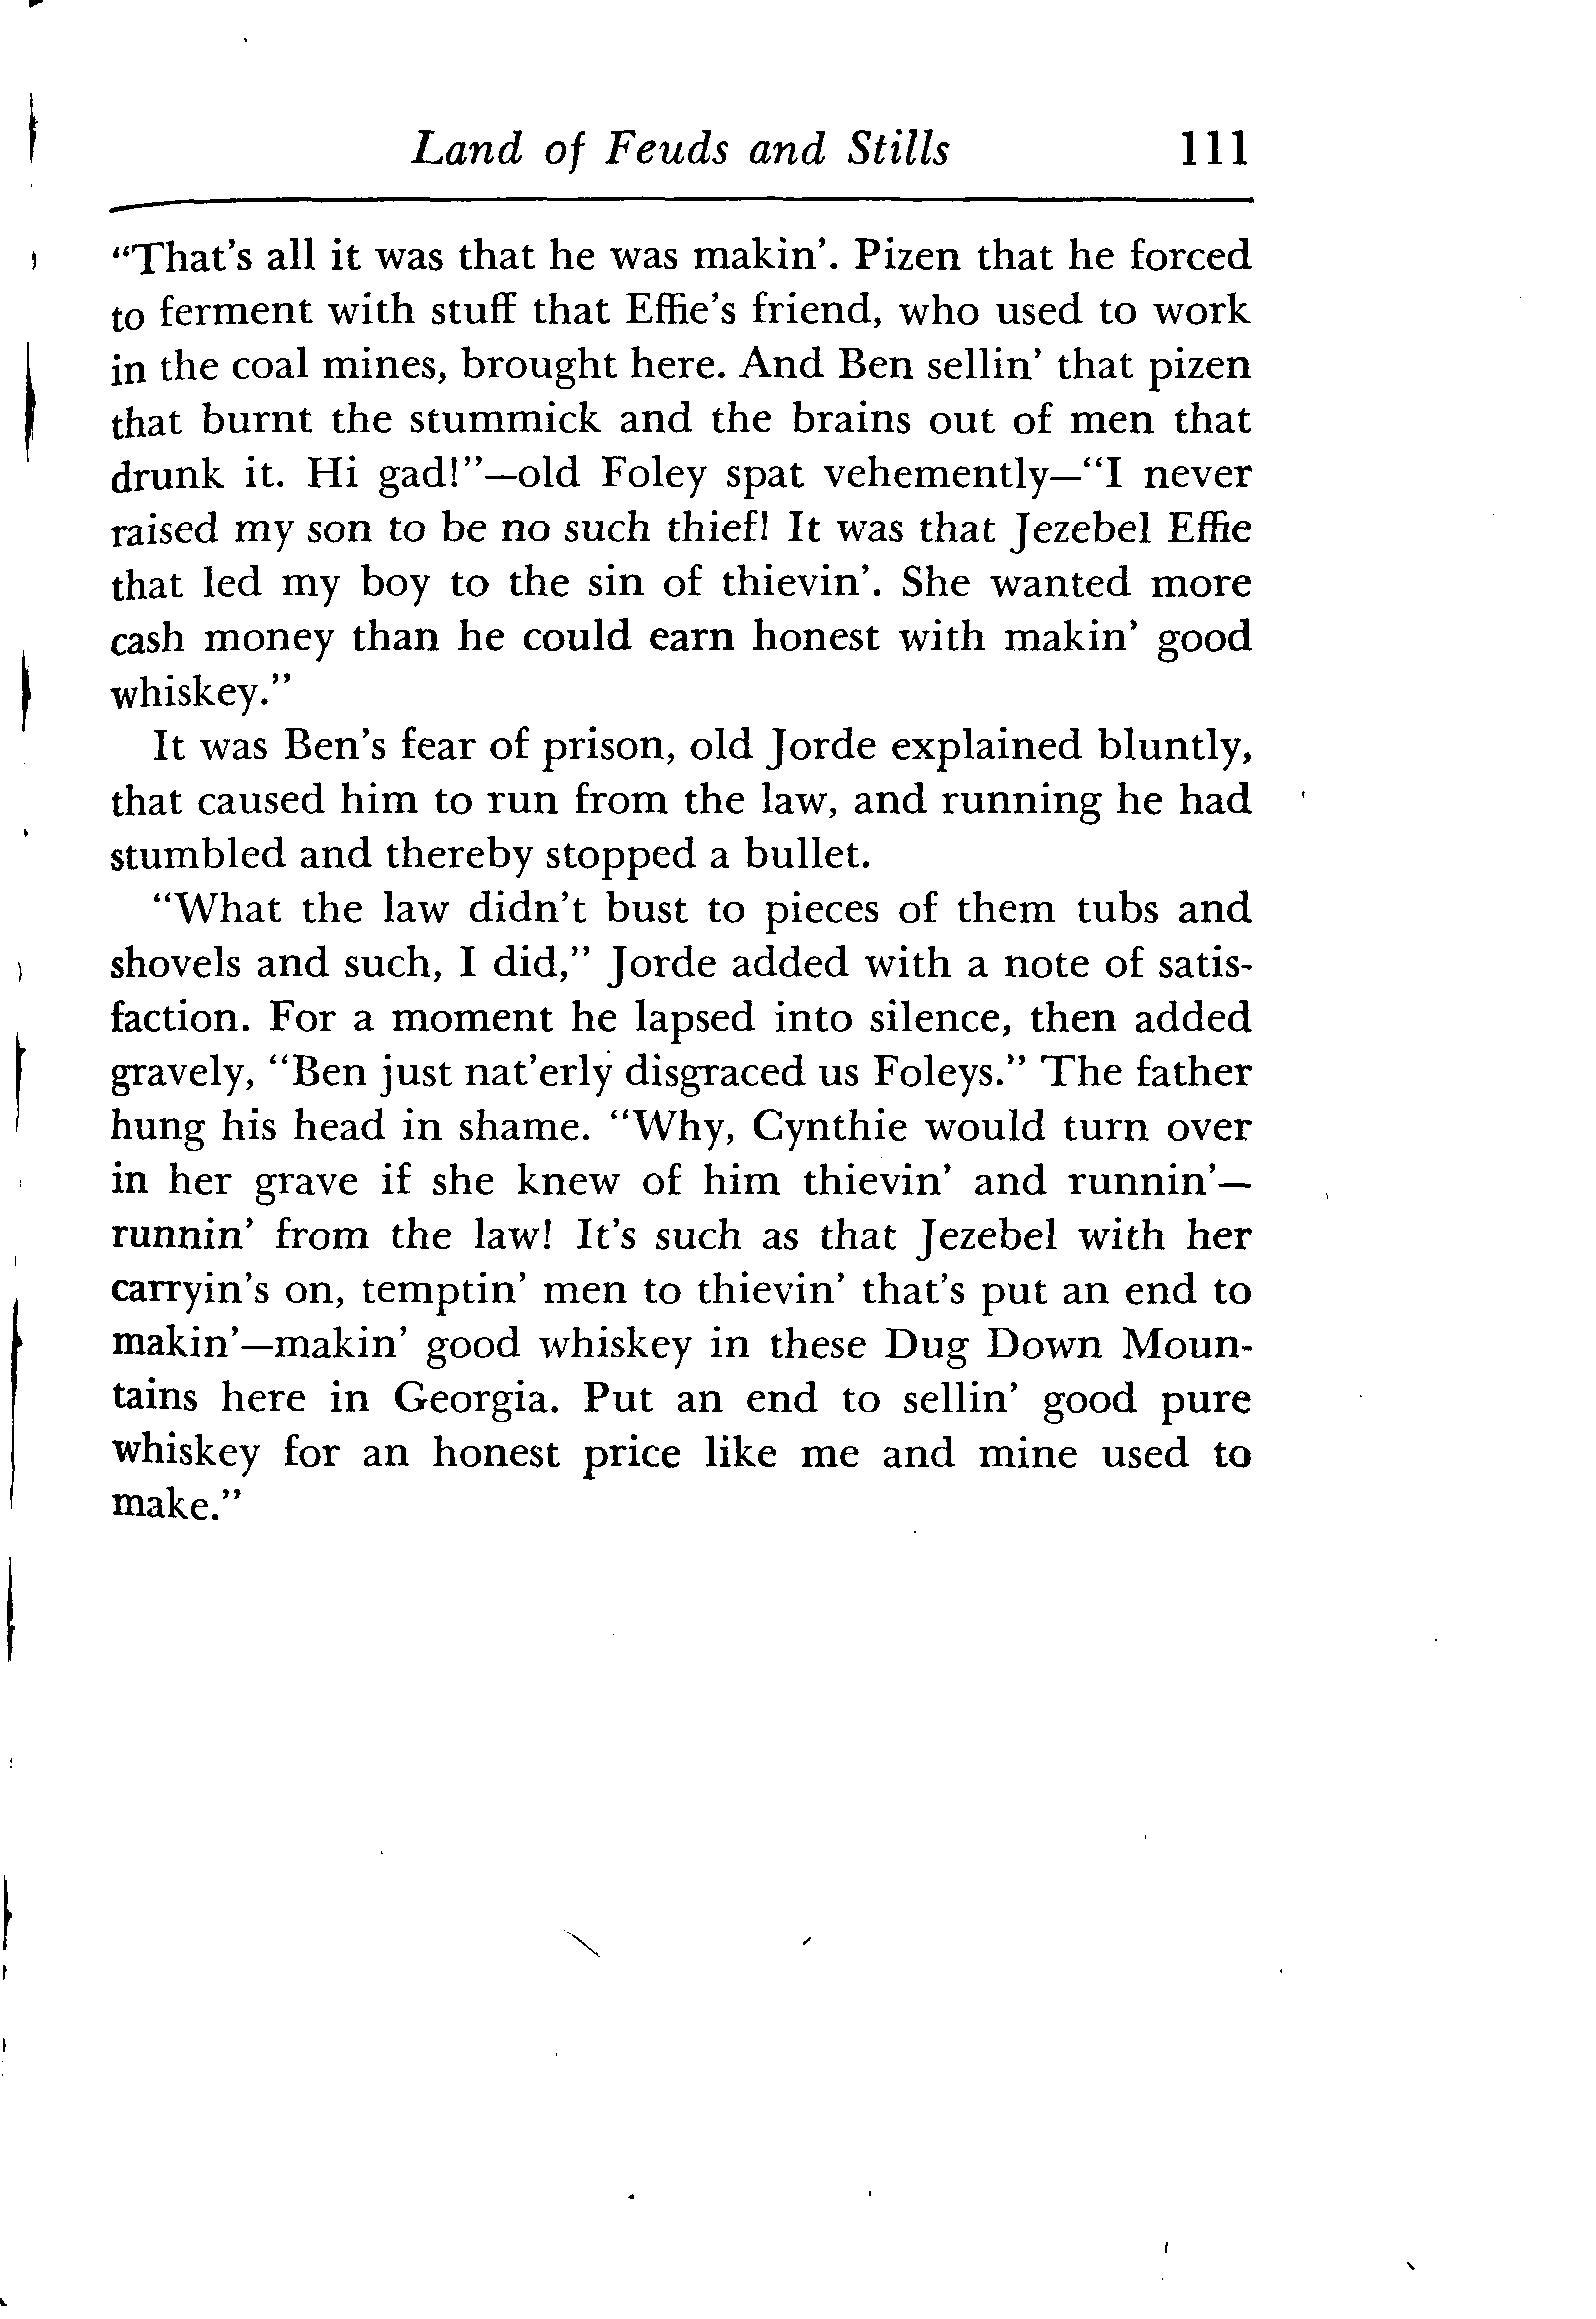 Land of Feuds and Stills 111
“That’s all it was that he was makin’. Pizen that he forced
to ferment with stuff that Effie’s friend, who used to work
in the coal mines, brought here. And Ben sellin’ that pizen
that burnt the stummick and the brains out of men that
drunk it. Hi gad!”—old Foley spat vehemently—“I never
raised my son to be no such thief! It was that Jezebel Effie
that led my boy to the sin of thievin’. She wanted more
cash money than he could earn honest with makin’ good
whiskey.”
It was Ben’s fear of prison, old Jorde explained bluntly,
that caused him to run from the law, and running he had
stumbled and thereby stopped a bullet.
“What the law didn’t bust to pieces of them tubs and
shovels and such, I did,” Jorde added with a note of satis-
faction. For a moment he lapsed into silence, then added
gravely, “Ben just nat’erly disgraced us Foleys.” The father
hung his head in shame. “Why, Cynthie would turn over
in her grave if she knew of him thievin’ and runnin’—
runnin’ from the law! It’s such as that Jezebel with her
carryin’s on, temptin’ men to thievin’ that’s put an end to
makin’—makin’ good whiskey in these Dug Down Moun-
tains here in Georgia. Put an end to sellin’ good pure
whiskey for an honest price like me and mine used to
make.”